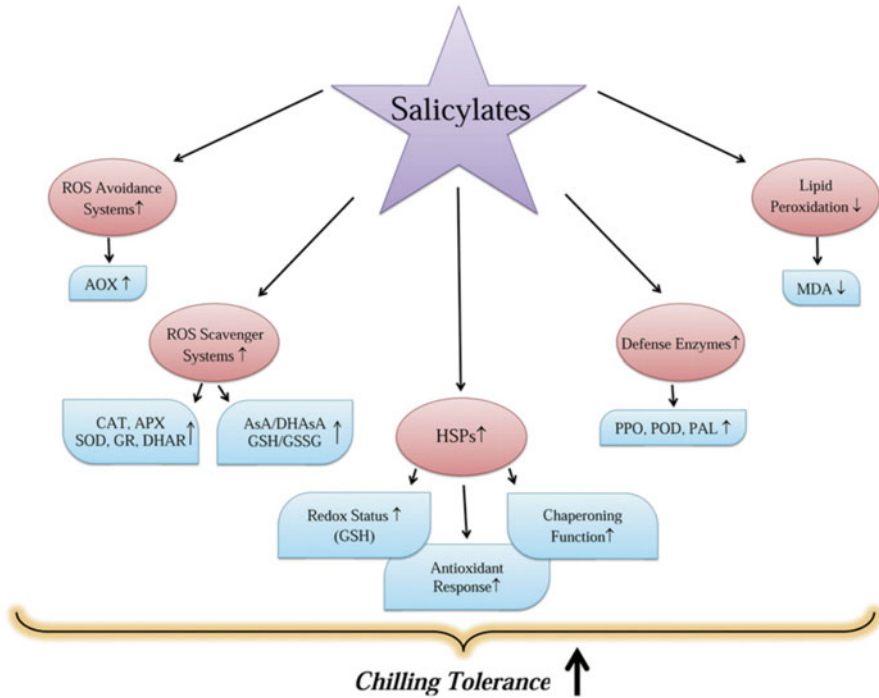 Salicylates
ROS Avoidance
Systems↑
AOX ↑
ROS Scavenger
Systems ↑
CAT, APX
SOD, GR, DHAR ↑
AsA/DHAsA
GSH/GSSG ↑
HSPs↑
Redox Status ↑
(GSH)
Antioxidant
Response↑
Chaperoning
Function↑
Defense Enzymes↑
PPO, POD, PAL ↑
Lipid
Peroxidation ↓
MDA ↓
Chilling Tolerance ↑